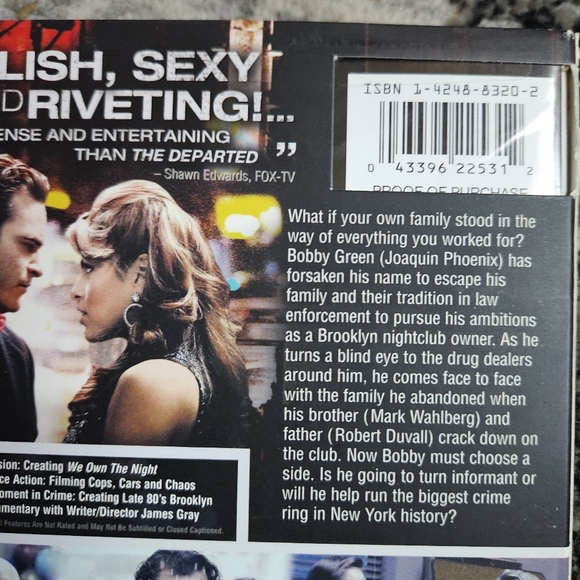 LISH, SEXY
D RIVETING!...
ENSE AND ENTERTAINING
THAN THE DEPARTED ”
– Shawn Edwards, FOX-TV
ISBN 1-4248-8320-2
0 43396 22531 2
PROOF OF PURCHASE
What if your own family stood in the
way of everything you worked for?
Bobby Green (Joaquin Phoenix) has
forsaken his name to escape his
family and their tradition in law
enforcement to pursue his ambitions
as a Brooklyn nightclub owner. As he
turns a blind eye to the drug dealers
around him, he comes face to face
with the family he abandoned when
his brother (Mark Wahlberg) and
father (Robert Duvall) crack down on
the club. Now Bobby must choose a
side. Is he going to turn informant or
will he help run the biggest crime
ring in New York history?
sion: Creating We Own The Night
ce Action: Filming Cops, Cars and Chaos
oment in Crime: Creating Late 80's Brooklyn
mentary with Writer/Director James Gray
l Features Are Not Rated and May Not Be Subtitled or Closed Captioned.